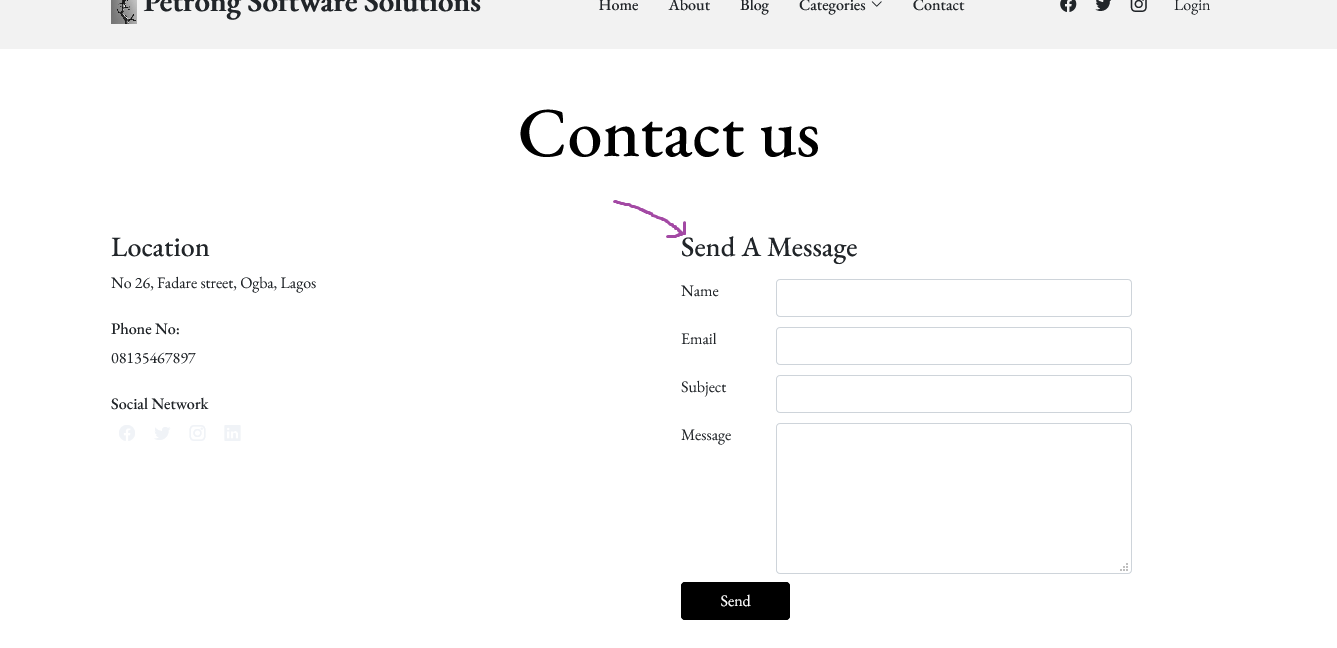 Petrong Software Solutions Home About Blog Categories Contact Login
Contact us
Location
No 26, Fadare street, Ogba, Lagos
Phone No:
08135467897
Social Network
Send A Message
Name
Email
Subject
Message
Send